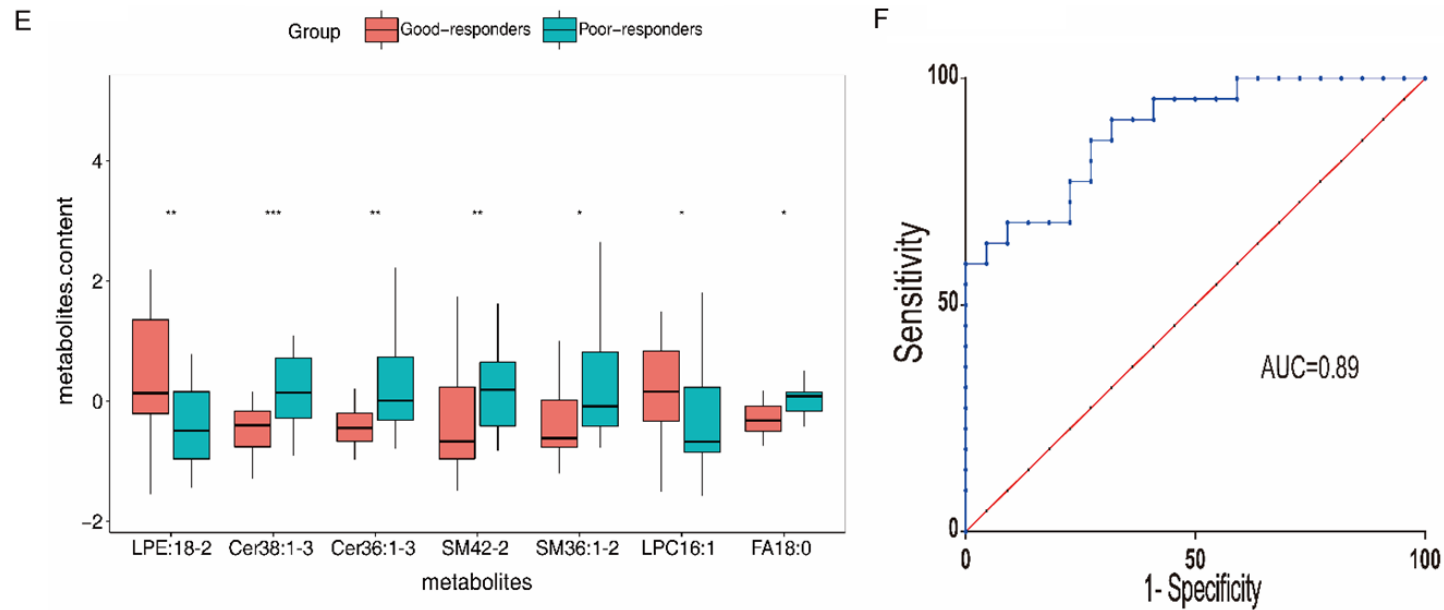 E
Group Good-responders Poor-responders
metabolites.content
4
2
0
−2
** *** ** ** * * *
LPE:18-2 Cer38:1-3 Cer36:1-3 SM42-2 SM36:1-2 LPC16:1 FA18:0
metabolites
F
Sensitivity
100
50
0
AUC=0.89
0 50 100
1- Specificity